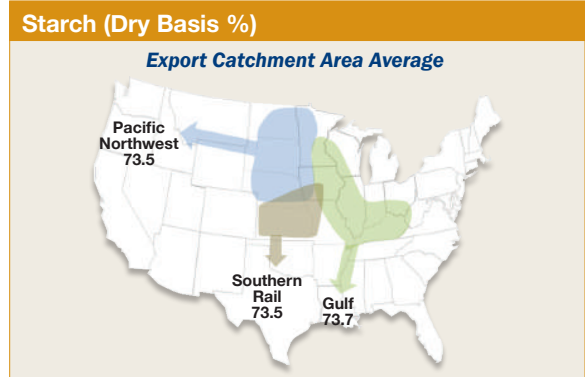 Starch (Dry Basis %)
Export Catchment Area Average
Pacific
Northwest
73.5
Southern
Rail
73.5
Gulf
73.7